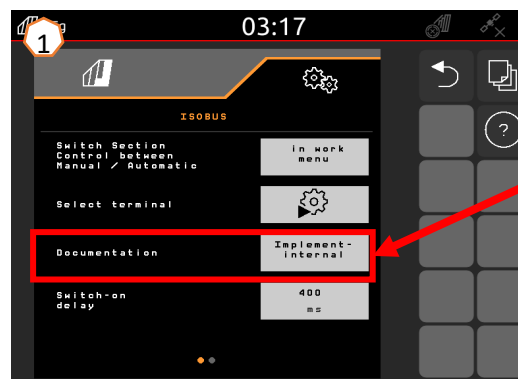 03:17
1
ISOBUS
Switch Section
Control between
Manual / Automatic
in work
menu
Select terminal
Documentation
Implement-
internal
Switch-on
delay
400
ms
?